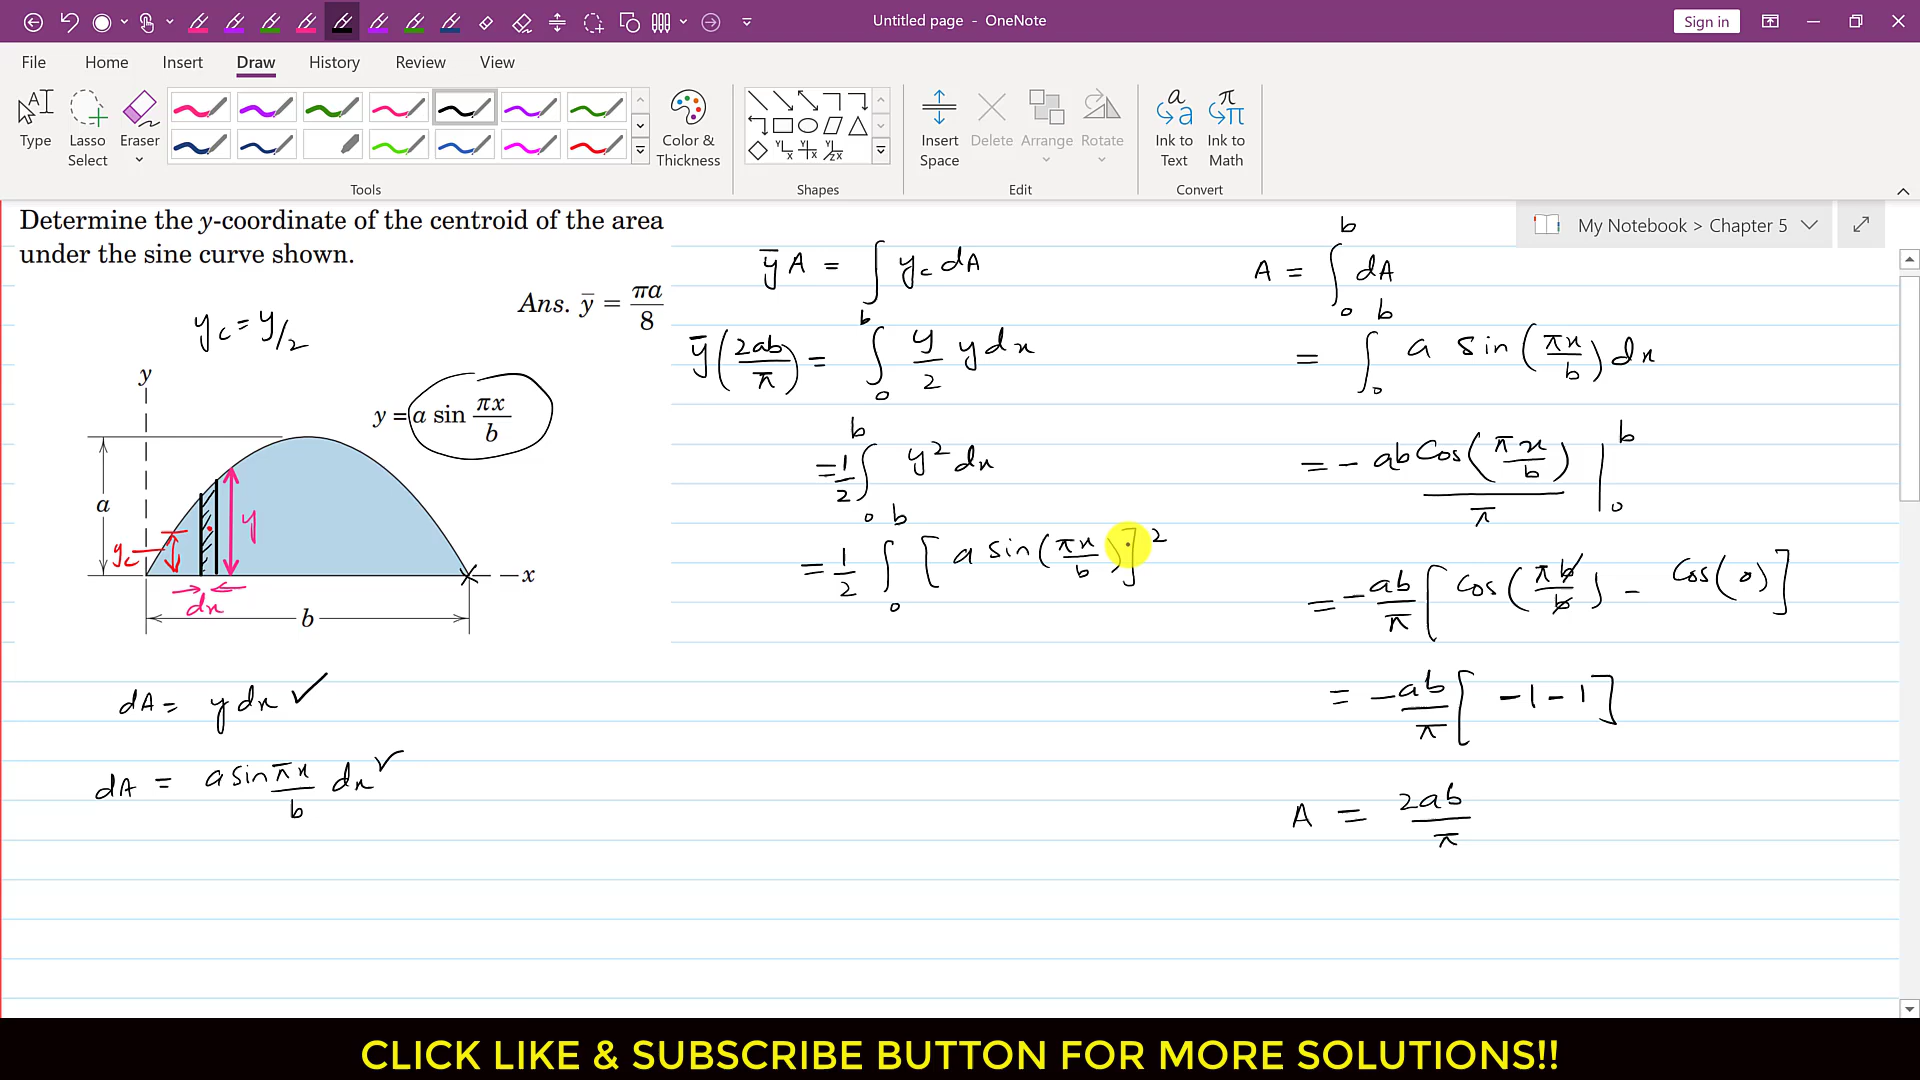 Untitled page - OneNote
Sign in
File Home Insert Draw History Review View
Type
Lasso Select
Eraser
Color & Thickness
Insert Space
Delete
Arrange
Rotate
Ink to Text
Ink to Math
Tools
Shapes
Edit
Convert
My Notebook > Chapter 5
Determine the y-coordinate of the centroid of the area
under the sine curve shown.
Ans. ȳ = πa/8
y_c = y/2
y
y = a sin πx/b
a
y
y_c
x
dx
b
dA = y dx ✓
dA = a sin πx/b dx ✓
ȳA = ∫ y_c dA
ȳ(2ab/π) = ∫₀ᵇ y/2 y dx
= 1/2 ∫₀ᵇ y² dx
= 1/2 ∫₀ᵇ [a sin(πx/b)]²
A = ∫₀ᵇ dA
= ∫₀ᵇ a sin(πx/b) dx
= - ab Cos(πx/b)/π |₀ᵇ
= -ab/π [cos(πb/b) - Cos(0)]
= -ab/π [-1-1]
A = 2ab/π
CLICK LIKE & SUBSCRIBE BUTTON FOR MORE SOLUTIONS!!